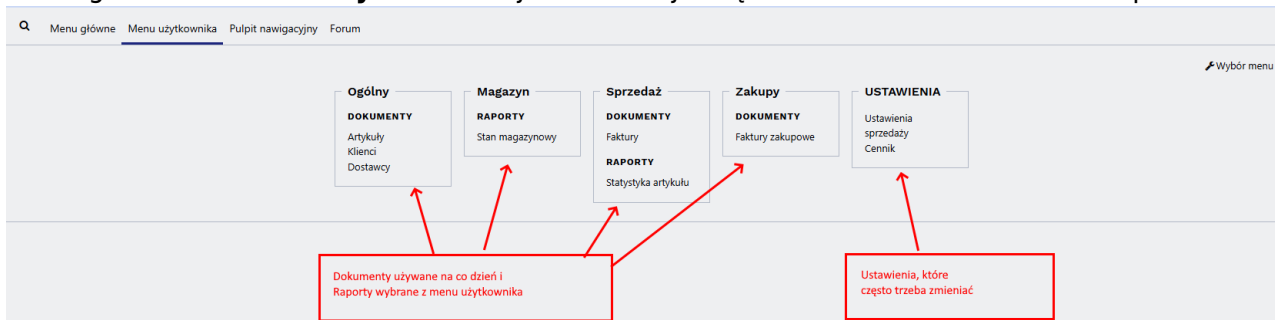 Menu główne Menu użytkownika Pulpit nawigacyjny Forum
Wybór menu
Ogólny
DOKUMENTY
Artykuły
Klienci
Dostawcy
Magazyn
RAPORTY
Stan magazynowy
Sprzedaż
DOKUMENTY
Faktury
RAPORTY
Statystyka artykułu
Zakupy
DOKUMENTY
Faktury zakupowe
USTAWIENIA
Ustawienia
sprzedaży
Cennik
Dokumenty używane na co dzień i
Raporty wybrane z menu użytkownika
Ustawienia, które
często trzeba zmieniać